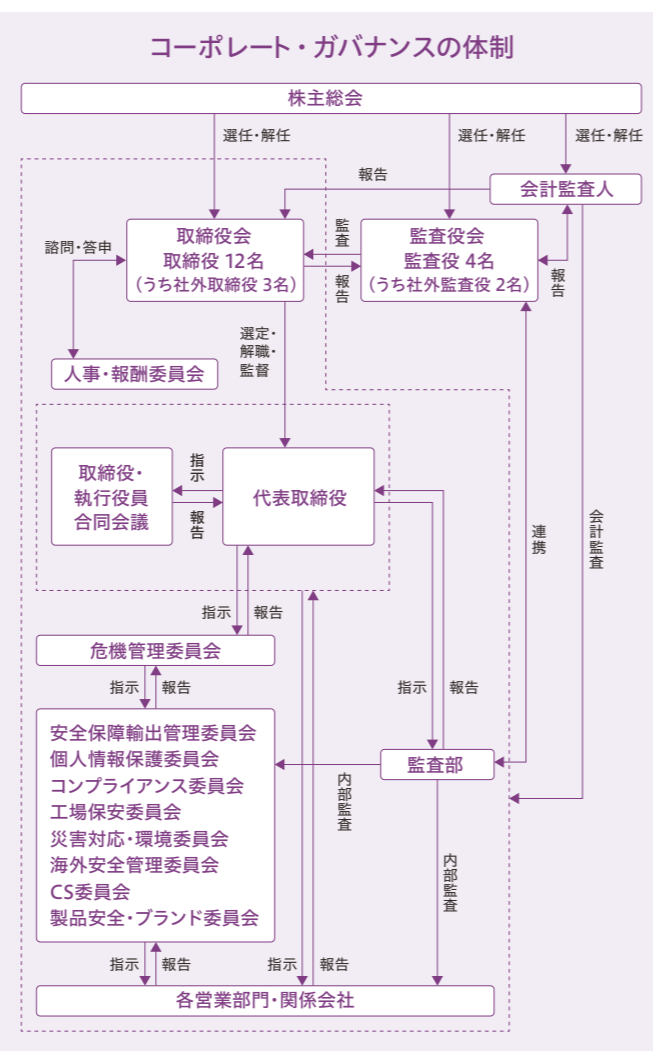 コーポレート・ガバナンスの体制
株主総会
選任・解任
選任・解任
選任・解任
報告
会計監査人
取締役会
取締役 12名
（うち社外取締役 3名）
監査
報告
監査役会
監査役 4名
（うち社外監査役 2名）
報告
諮問・答申
人事・報酬委員会
選定・
解職・
監督
取締役・
執行役員
合同会議
指示
報告
代表取締役
連携
会計監査
指示
報告
危機管理委員会
指示
報告
指示
報告
安全保障輸出管理委員会
個人情報保護委員会
コンプライアンス委員会
工場保安委員会
災害対応・環境委員会
海外安全管理委員会
CS委員会
製品安全・ブランド委員会
監査部
内部監査
内部監査
指示
報告
指示
報告
各営業部門・関係会社